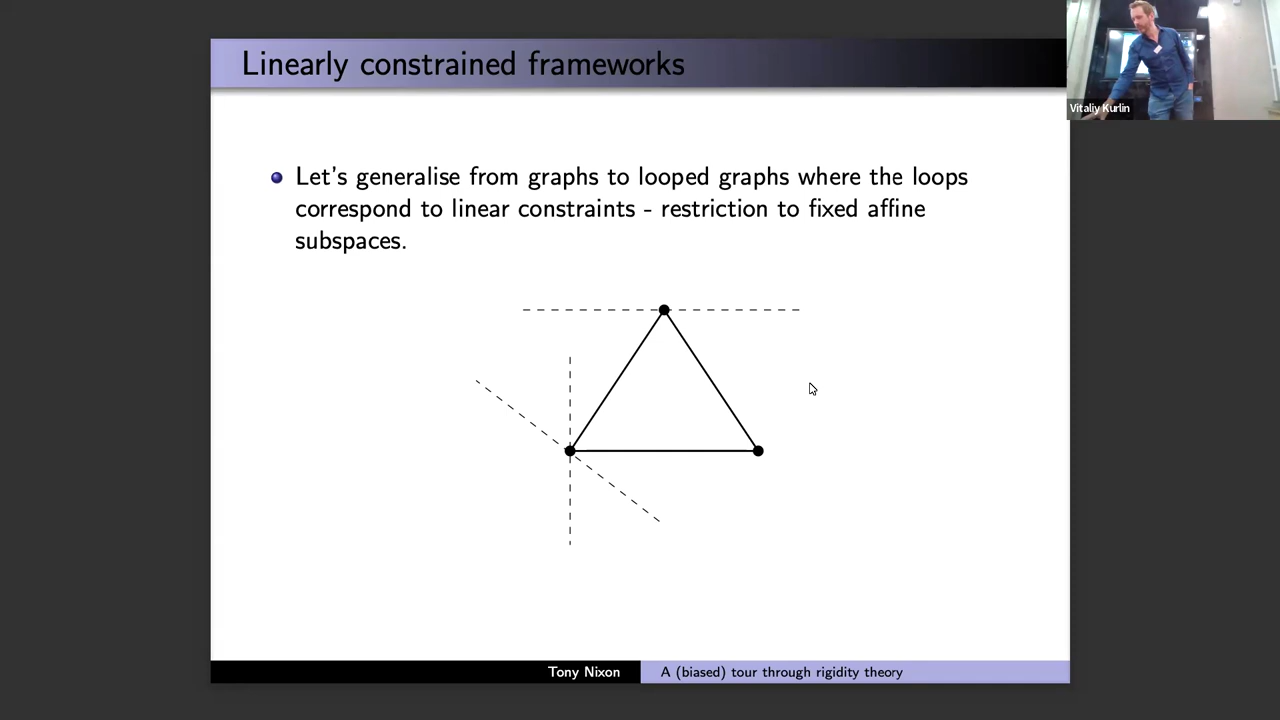 Linearly constrained frameworks
Vitaliy Kurlin
Let's generalise from graphs to looped graphs where the loops
correspond to linear constraints - restriction to fixed affine
subspaces.
Tony Nixon
A (biased) tour through rigidity theory